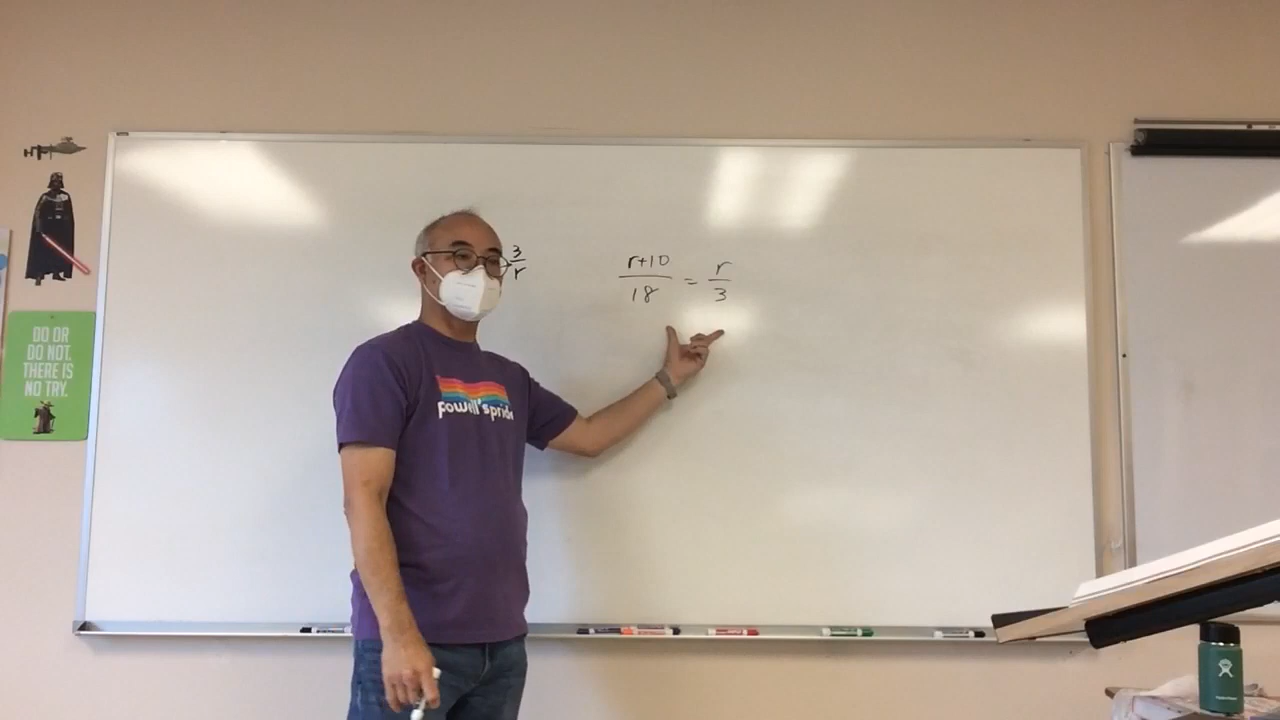 DO OR
DO NOT.
THERE IS
NO TRY.
powell's pride
3
r
r+10
18
=
r
3